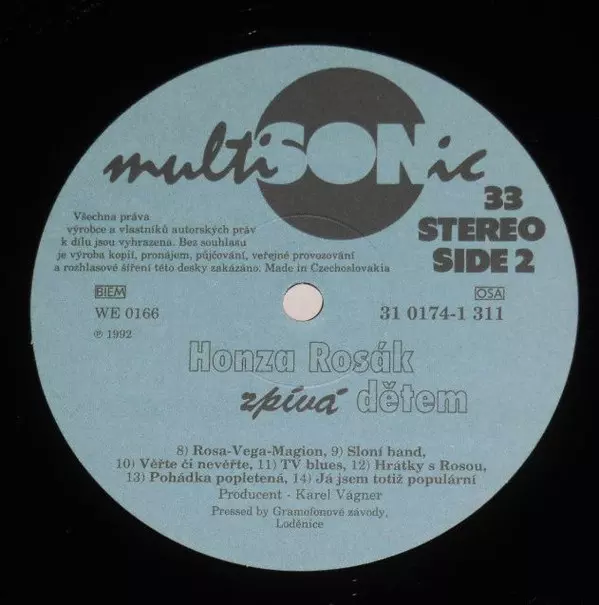 multiSONic
33
STEREO
SIDE 2
Všechna práva
výrobce a vlastníků autorských práv
k dílu jsou vyhrazena. Bez souhlasu
je výroba kopií, pronájem, půjčování, veřejné provozování
a rozhlasové šíření této desky zakázáno. Made in Czechoslovakia
BIEM
OSA
WE 0166
31 0174-1 311
℗ 1992
Honza Rosák
zpívá dětem
8) Rosa-Vega-Magion, 9) Sloní band,
10) Věřte či nevěřte, 11) TV blues, 12) Hrátky s Rosou,
13) Pohádka popletená, 14) Já jsem totiž populární
Producent - Karel Vágner
Pressed by Gramofonové závody,
Loděnice